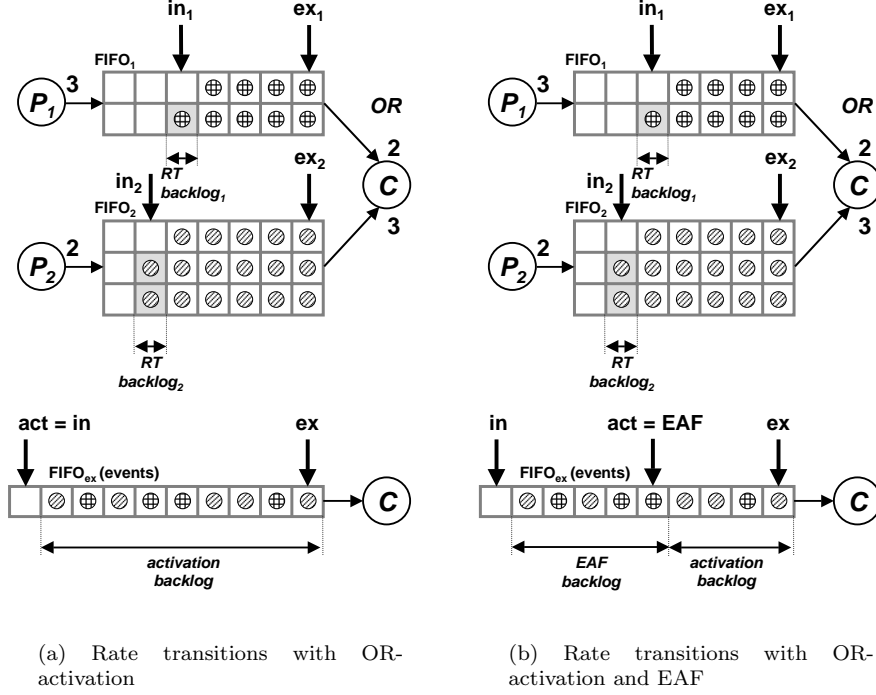 in1
ex1
FIFO1
P1
3
OR
2
C
3
RT
backlog1
in2
ex2
FIFO2
P2
2
RT
backlog2
act = in
ex
FIFOex (events)
C
activation
backlog
(a) Rate transitions with OR-
activation
in1
ex1
FIFO1
P1
3
OR
2
C
3
RT
backlog1
in2
ex2
FIFO2
P2
2
RT
backlog2
in
act = EAF
ex
FIFOex (events)
C
EAF
backlog
activation
backlog
(b) Rate transitions with OR-
activation and EAF